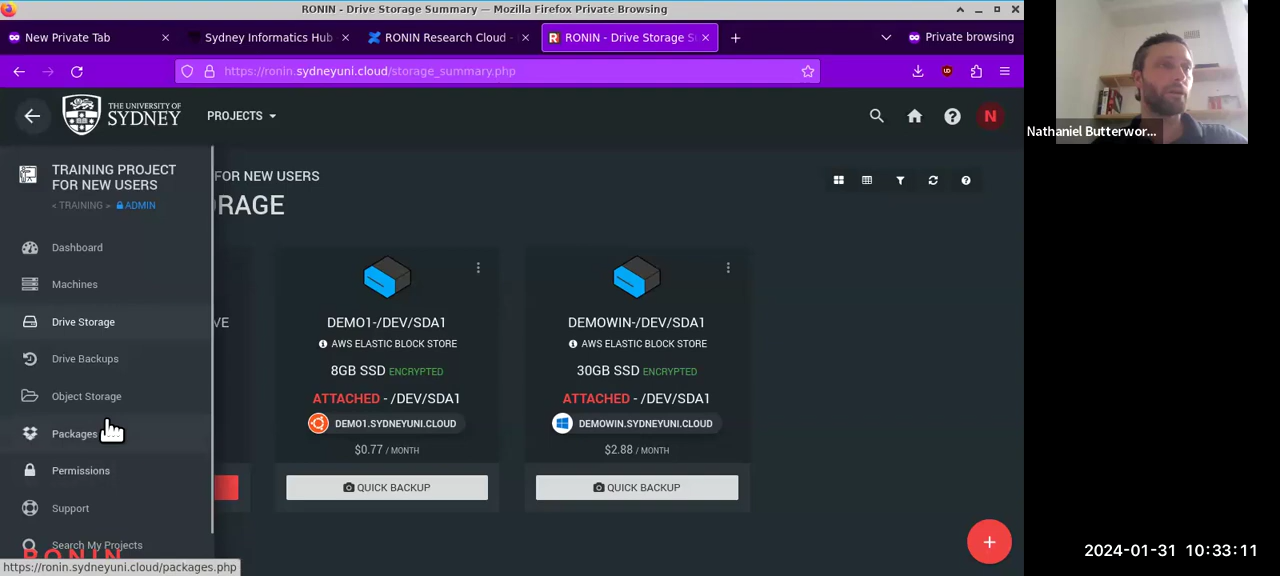 RONIN - Drive Storage Summary — Mozilla Firefox Private Browsing
New Private Tab
Sydney Informatics Hub
RONIN Research Cloud -
RONIN - Drive Storage S
Private browsing
https://ronin.sydneyuni.cloud/storage_summary.php
THE UNIVERSITY OF
SYDNEY
PROJECTS
N
Nathaniel Butterwor...
TRAINING PROJECT
FOR NEW USERS
< TRAINING > ADMIN
FOR NEW USERS
RAGE
Dashboard
Machines
Drive Storage
Drive Backups
Object Storage
Packages
Permissions
Support
Search My Projects
RONIN
VE
DEMO1-/DEV/SDA1
AWS ELASTIC BLOCK STORE
8GB SSD ENCRYPTED
ATTACHED - /DEV/SDA1
DEMO1.SYDNEYUNI.CLOUD
$0.77 / MONTH
QUICK BACKUP
DEMOWIN-/DEV/SDA1
AWS ELASTIC BLOCK STORE
30GB SSD ENCRYPTED
ATTACHED - /DEV/SDA1
DEMOWIN.SYDNEYUNI.CLOUD
$2.88 / MONTH
QUICK BACKUP
https://ronin.sydneyuni.cloud/packages.php
2024-01-31 10:33:11